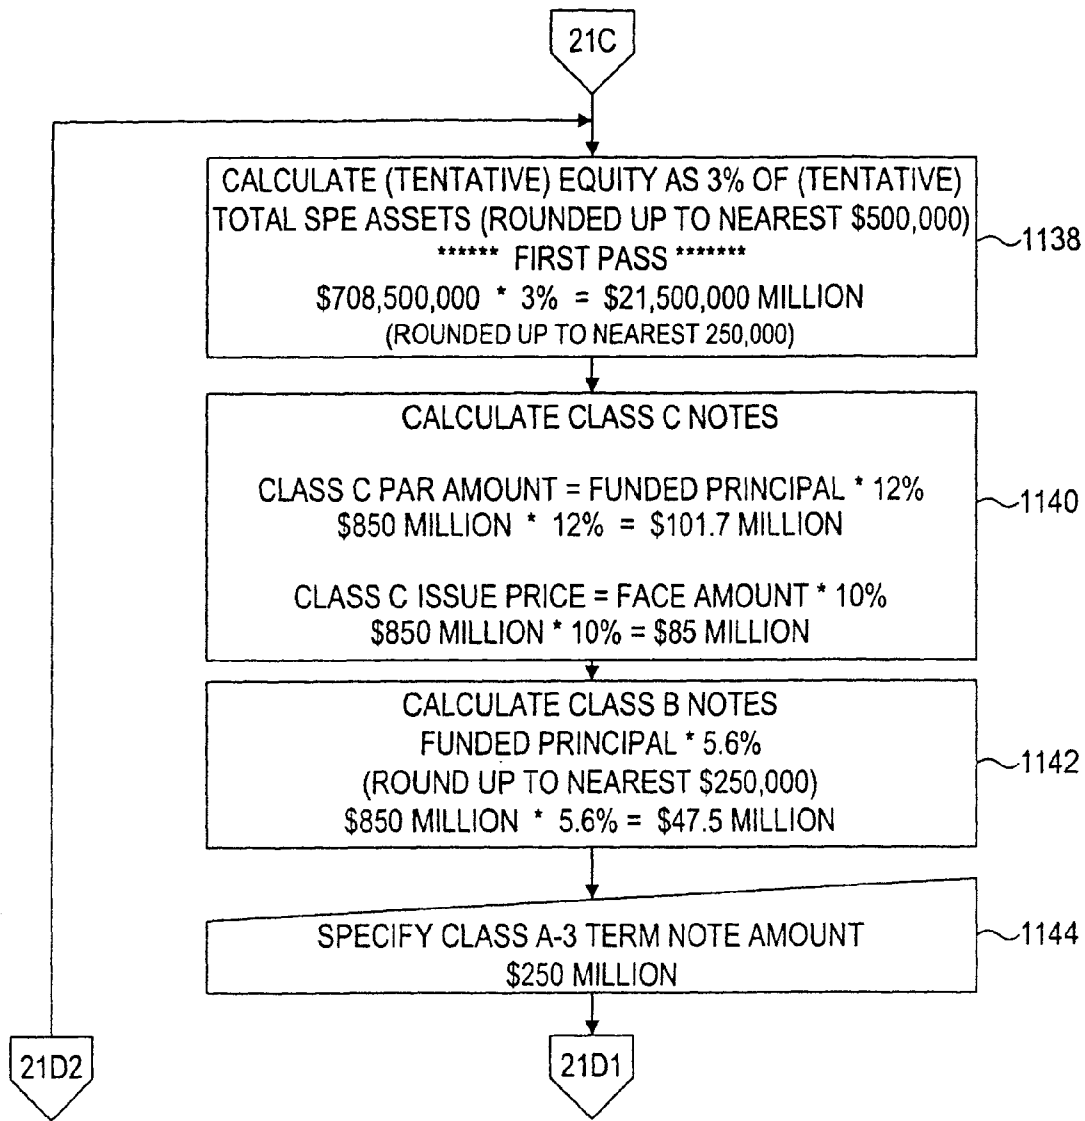 21C
CALCULATE (TENTATIVE) EQUITY AS 3% OF (TENTATIVE)
TOTAL SPE ASSETS (ROUNDED UP TO NEAREST $500,000)
****** FIRST PASS *******
$708,500,000 * 3% = $21,500,000 MILLION
(ROUNDED UP TO NEAREST 250,000)
1138
CALCULATE CLASS C NOTES
CLASS C PAR AMOUNT = FUNDED PRINCIPAL * 12%
$850 MILLION * 12% = $101.7 MILLION
CLASS C ISSUE PRICE = FACE AMOUNT * 10%
$850 MILLION * 10% = $85 MILLION
1140
CALCULATE CLASS B NOTES
FUNDED PRINCIPAL * 5.6%
(ROUND UP TO NEAREST $250,000)
$850 MILLION * 5.6% = $47.5 MILLION
1142
SPECIFY CLASS A-3 TERM NOTE AMOUNT
$250 MILLION
1144
21D2
21D1